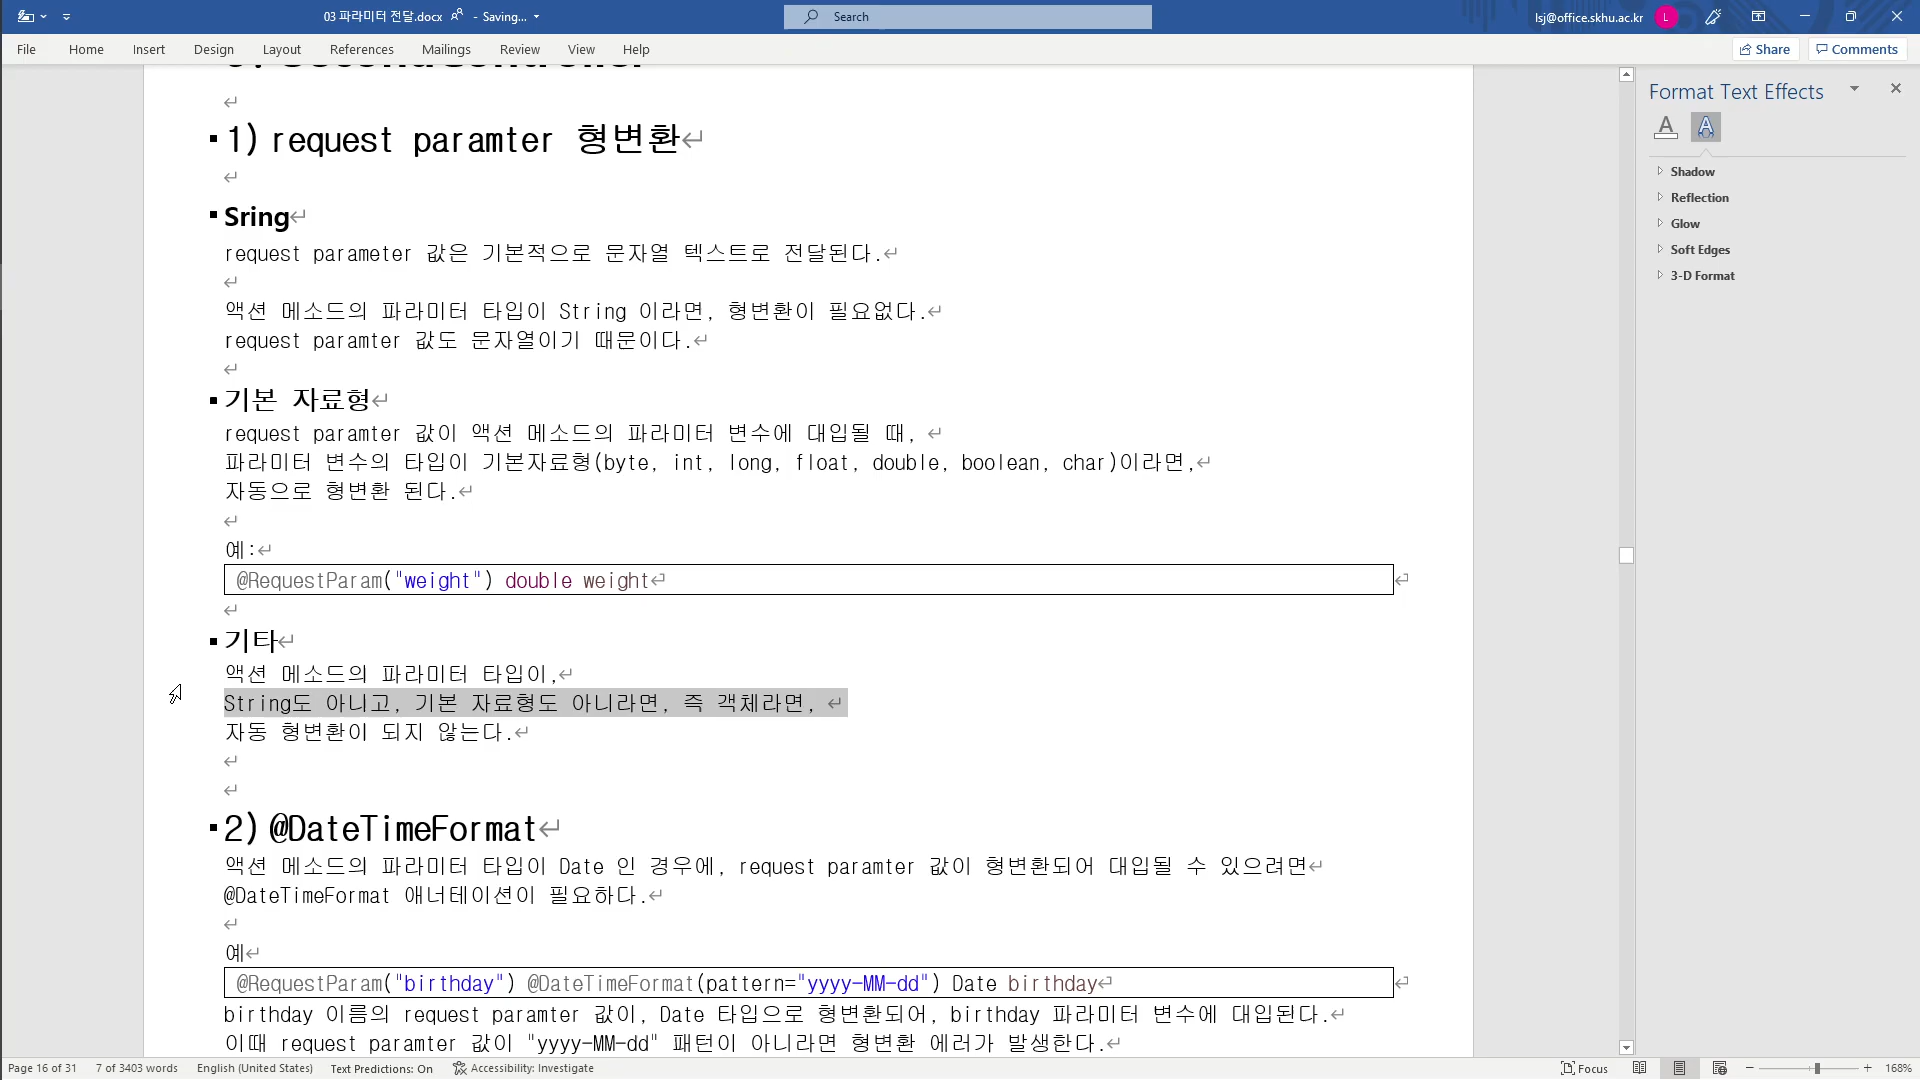 03 파라미터 전달.docx - Saving...
Search
lsj@office.skhu.ac.kr L
File Home Insert Design Layout References Mailings Review View Help Share Comments
1) request paramter 형변환
Sring
request parameter 값은 기본적으로 문자열 텍스트로 전달된다.
액션 메소드의 파라미터 타입이 String 이라면, 형변환이 필요없다.
request paramter 값도 문자열이기 때문이다.
기본 자료형
request paramter 값이 액션 메소드의 파라미터 변수에 대입될 때,
파라미터 변수의 타입이 기본자료형(byte, int, long, float, double, boolean, char)이라면,
자동으로 형변환 된다.
예:
@RequestParam("weight") double weight
기타
액션 메소드의 파라미터 타입이,
String도 아니고, 기본 자료형도 아니라면, 즉 객체라면,
자동 형변환이 되지 않는다.
2) @DateTimeFormat
액션 메소드의 파라미터 타입이 Date 인 경우에, request paramter 값이 형변환되어 대입될 수 있으려면
@DateTimeFormat 애너테이션이 필요하다.
예
@RequestParam("birthday") @DateTimeFormat(pattern="yyyy-MM-dd") Date birthday
birthday 이름의 request paramter 값이, Date 타입으로 형변환되어, birthday 파라미터 변수에 대입된다.
이때 request paramter 값이 "yyyy-MM-dd" 패턴이 아니라면 형변환 에러가 발생한다.
Format Text Effects
Shadow
Reflection
Glow
Soft Edges
3-D Format
Page 16 of 31 7 of 3403 words English (United States) Text Predictions: On Accessibility: Investigate Focus 168%